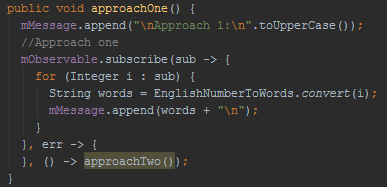 public void approachOne() {
mMessage.append("\nApproach 1:\n".toUpperCase());
//Approach one
mObservable.subscribe(sub -> {
for (Integer i : sub) {
String words = EnglishNumberToWords.convert(i);
mMessage.append(words + "\n");
}
}, err -> {
}, () -> approachTwo());
}